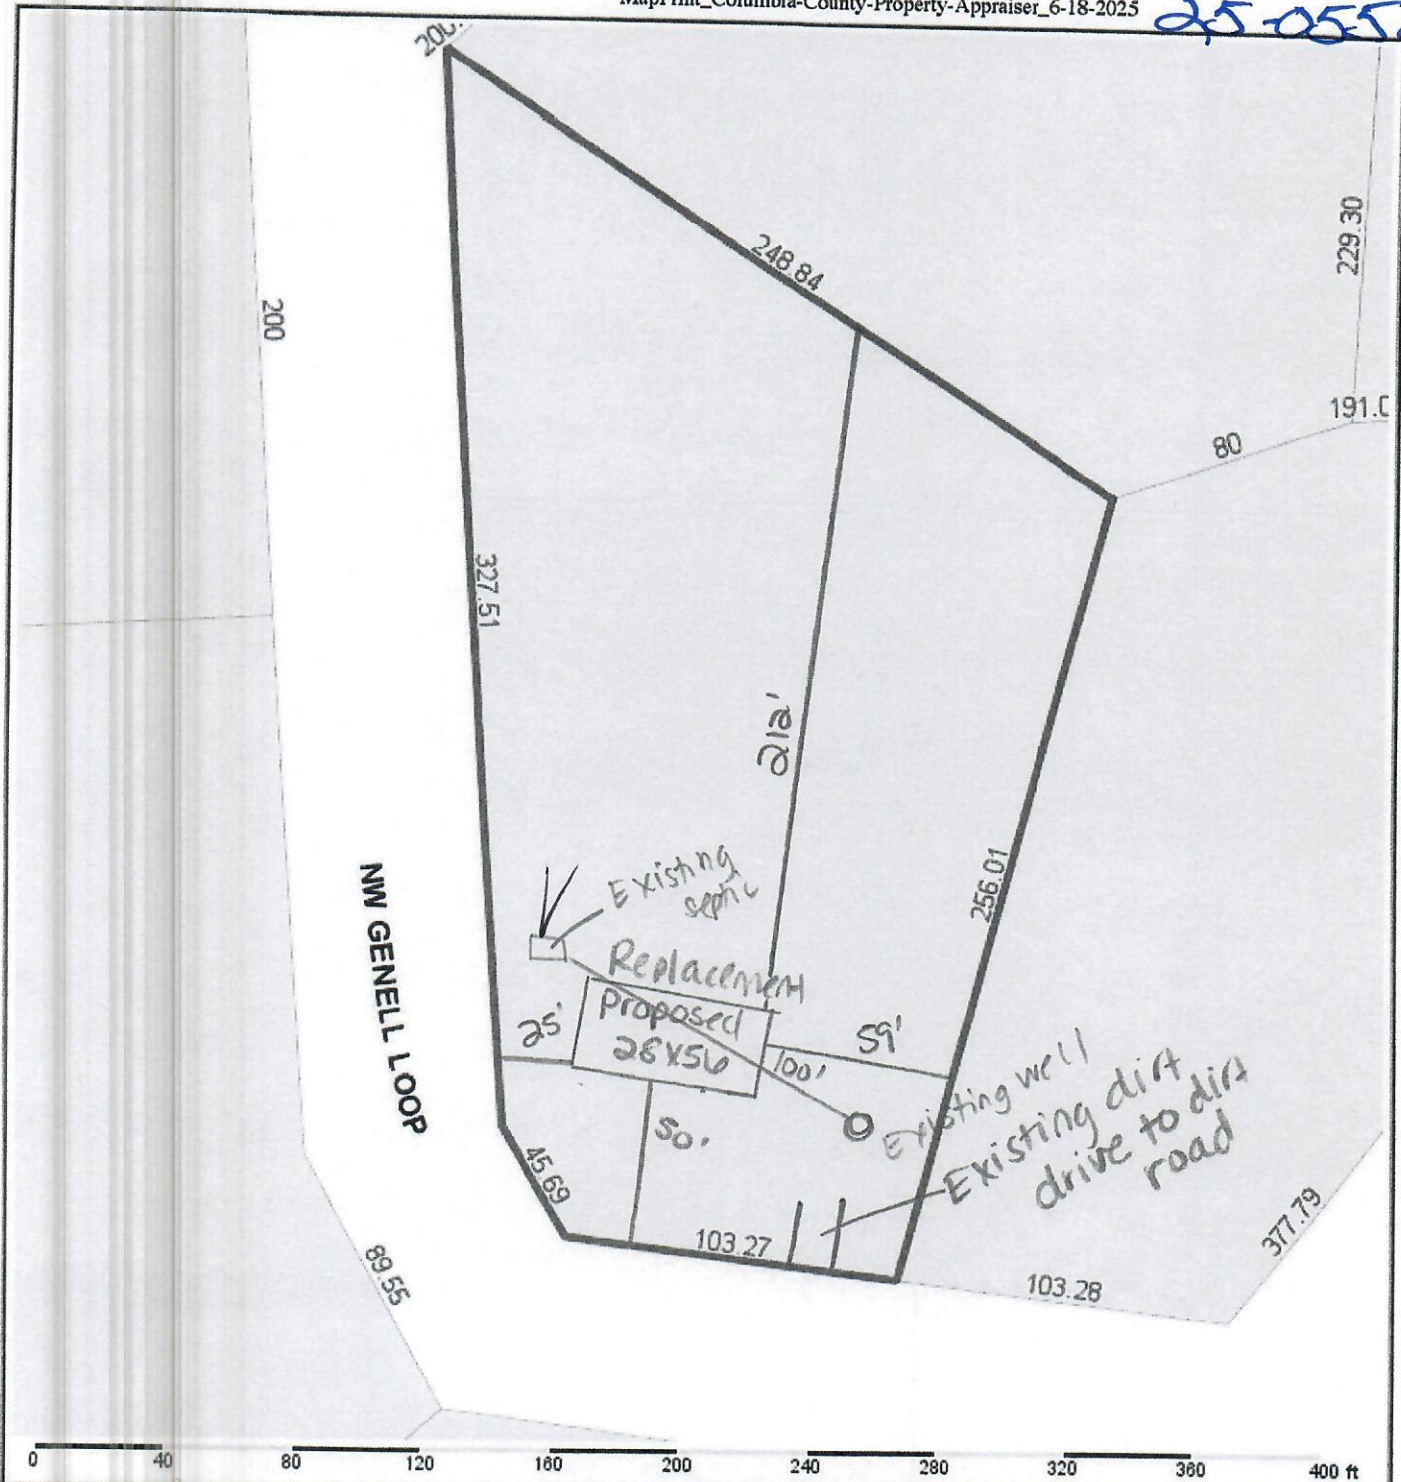 MapPrint_Columbia-County-Property-Appraiser_6-18-2025
200.
248.84
229.30
200
191.0
80
327.51
212'
256.01
NW GENELL LOOP
Existing
septic
Replacement
Proposed
28x56
25'
59'
100'
50'
Existing well
Existing dirt
drive to dirt
road
45.69
103.27
89.55
103.28
377.79
0 40 80 120 160 200 240 280 320 360 400 ft